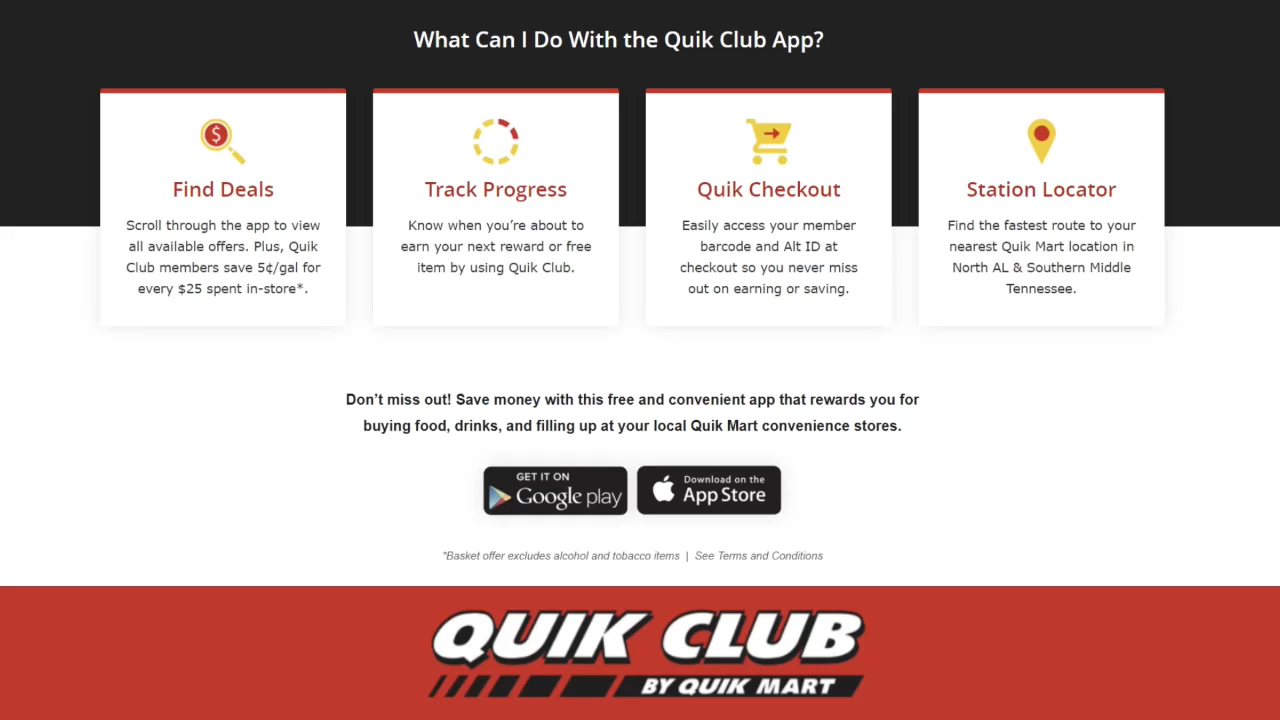 What Can I Do With the Quik Club App?
Find Deals
Scroll through the app to view
all available offers. Plus, Quik
Club members save 5¢/gal for
every $25 spent in-store*.
Track Progress
Know when you’re about to
earn your next reward or free
item by using Quik Club.
Quik Checkout
Easily access your member
barcode and Alt ID at
checkout so you never miss
out on earning or saving.
Station Locator
Find the fastest route to your
nearest Quik Mart location in
North AL & Southern Middle
Tennessee.
Don’t miss out! Save money with this free and convenient app that rewards you for
buying food, drinks, and filling up at your local Quik Mart convenience stores.
GET IT ON
Google play
Download on the
App Store
*Basket offer excludes alcohol and tobacco items | See Terms and Conditions
QUIK CLUB
BY QUIK MART